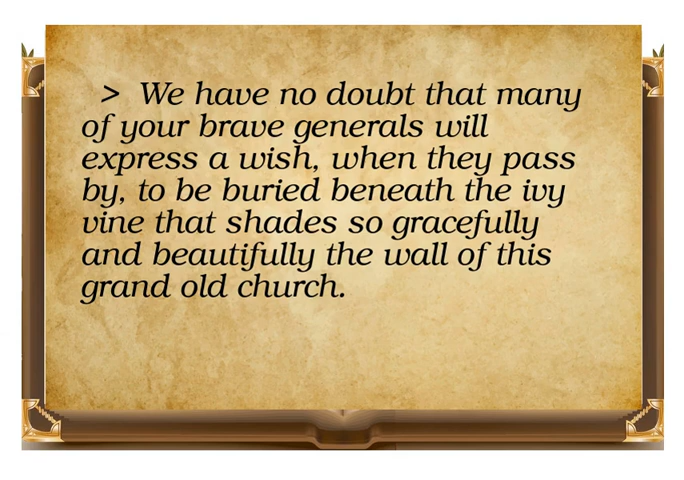 > We have no doubt that many
of your brave generals will
express a wish, when they pass
by, to be buried beneath the ivy
vine that shades so gracefully
and beautifully the wall of this
grand old church.